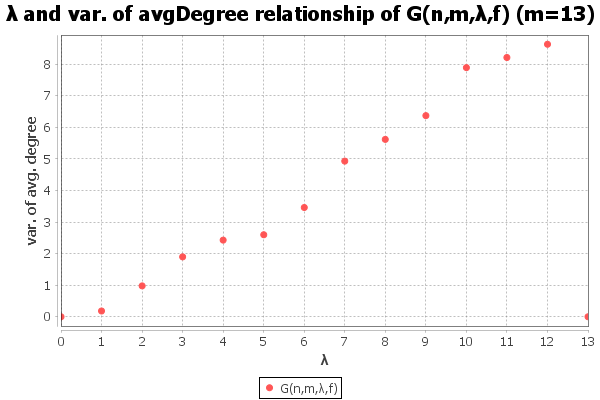 λ and var. of avgDegree relationship of G(n,m,λ,f) (m=13)
var. of avg. degree
8
7
6
5
4
3
2
1
0
0 1 2 3 4 5 6 7 8 9 10 11 12 13
λ
G(n,m,λ,f)